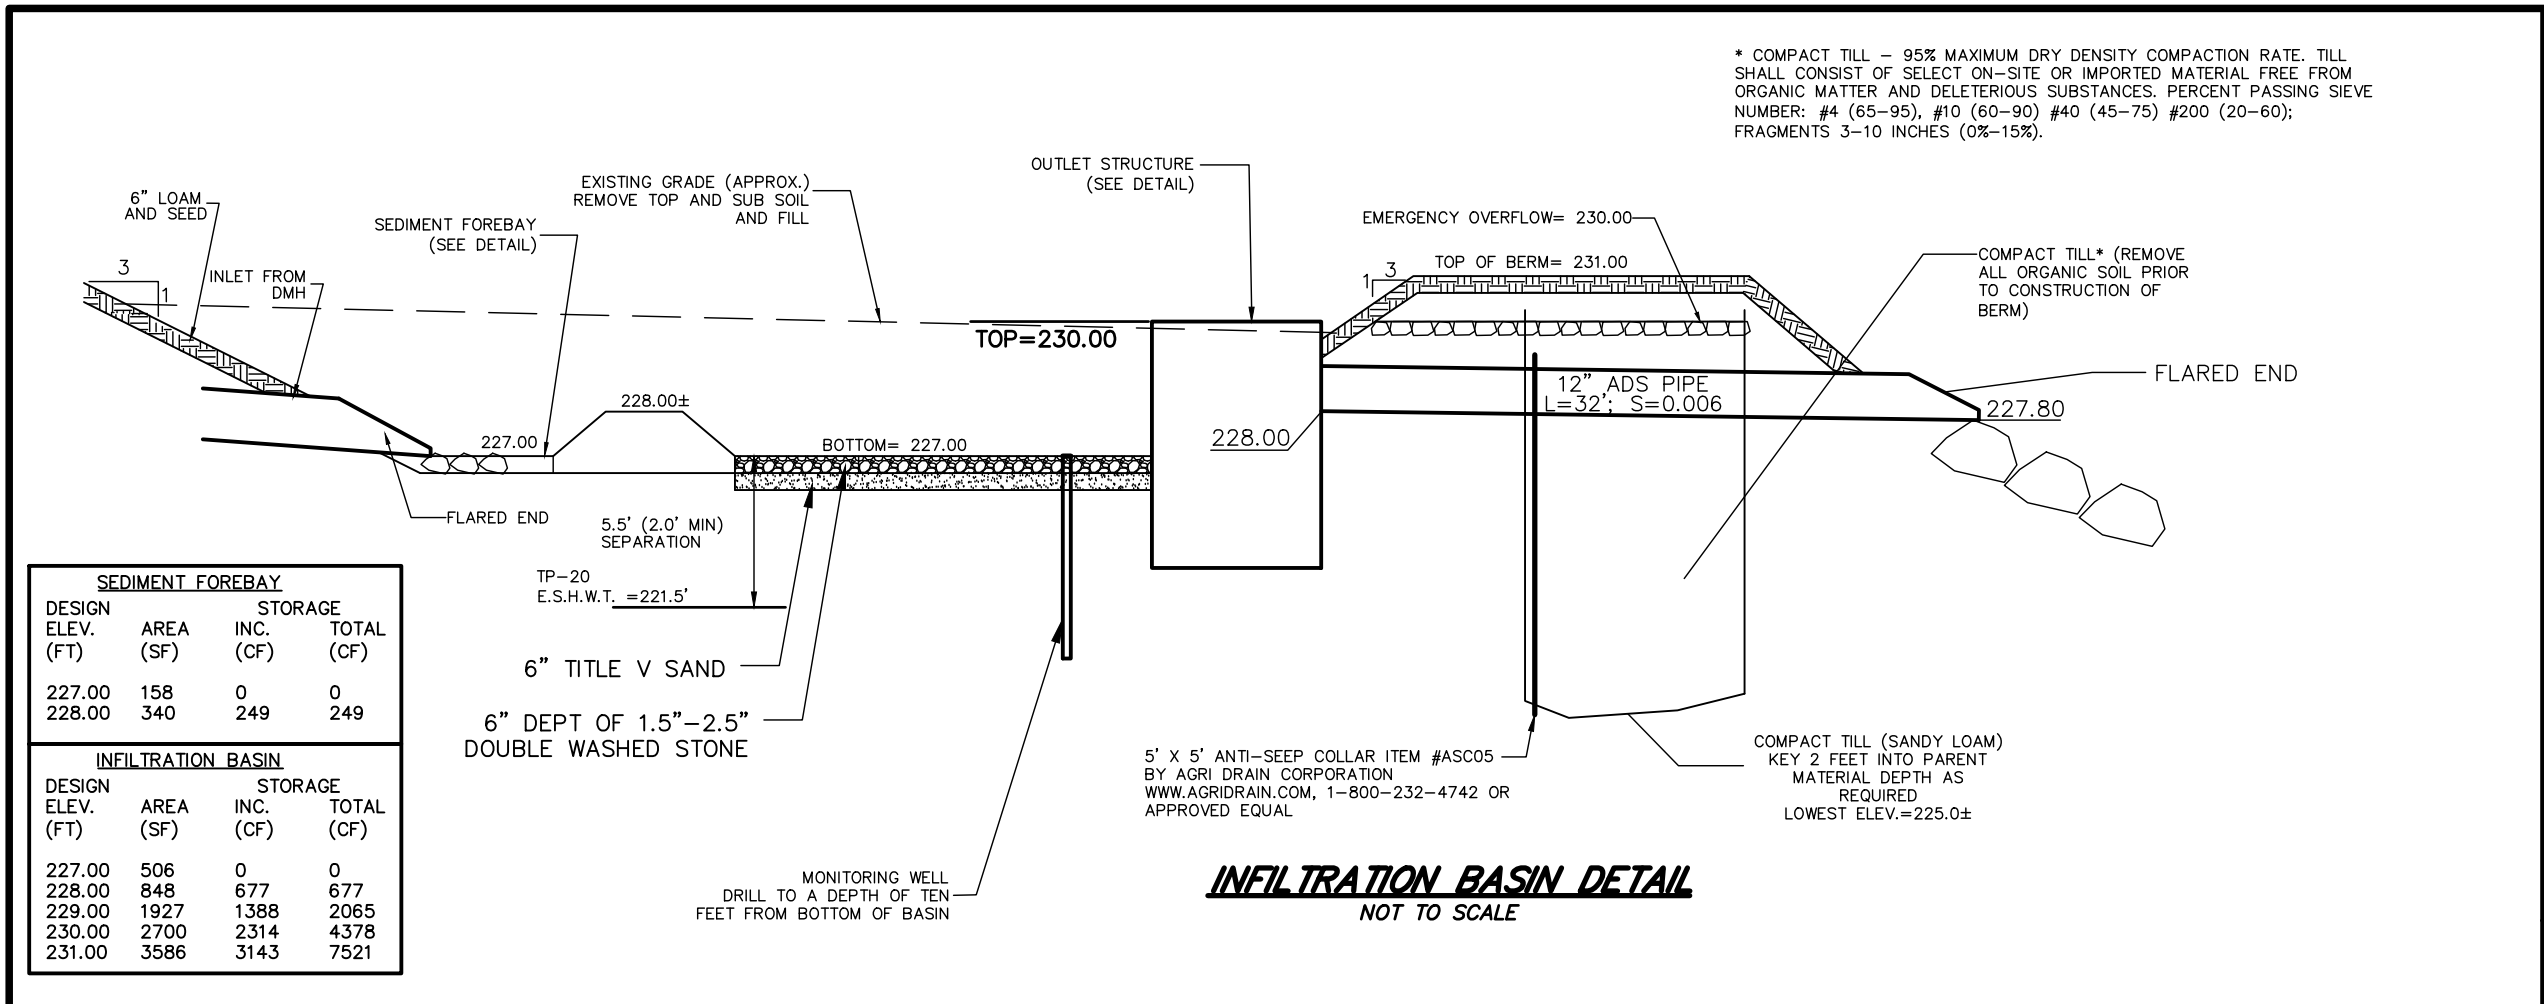 * COMPACT TILL – 95% MAXIMUM DRY DENSITY COMPACTION RATE. TILL
SHALL CONSIST OF SELECT ON–SITE OR IMPORTED MATERIAL FREE FROM
ORGANIC MATTER AND DELETERIOUS SUBSTANCES. PERCENT PASSING SIEVE
NUMBER: #4 (65–95), #10 (60–90) #40 (45–75) #200 (20–60);
FRAGMENTS 3–10 INCHES (0%–15%).
6" LOAM
AND SEED
3
1
INLET FROM
DMH
SEDIMENT FOREBAY
(SEE DETAIL)
EXISTING GRADE (APPROX.)
REMOVE TOP AND SUB SOIL
AND FILL
OUTLET STRUCTURE
(SEE DETAIL)
TOP=230.00
EMERGENCY OVERFLOW= 230.00
TOP OF BERM= 231.00
1
3
COMPACT TILL* (REMOVE
ALL ORGANIC SOIL PRIOR
TO CONSTRUCTION OF
BERM)
FLARED END
227.80
12" ADS PIPE
L=32'; S=0.006
228.00
228.00±
227.00
BOTTOM= 227.00
FLARED END
5.5' (2.0' MIN)
SEPARATION
TP–20
E.S.H.W.T. =221.5'
6" TITLE V SAND
6" DEPT OF 1.5"–2.5"
DOUBLE WASHED STONE
MONITORING WELL
DRILL TO A DEPTH OF TEN
FEET FROM BOTTOM OF BASIN
5' X 5' ANTI–SEEP COLLAR ITEM #ASC05
BY AGRI DRAIN CORPORATION
WWW.AGRIDRAIN.COM, 1–800–232–4742 OR
APPROVED EQUAL
COMPACT TILL (SANDY LOAM)
KEY 2 FEET INTO PARENT
MATERIAL DEPTH AS
REQUIRED
LOWEST ELEV.=225.0±
SEDIMENT FOREBAY
DESIGN STORAGE
ELEV. AREA INC. TOTAL
(FT) (SF) (CF) (CF)
227.00 158 0 0
228.00 340 249 249
INFILTRATION BASIN
DESIGN STORAGE
ELEV. AREA INC. TOTAL
(FT) (SF) (CF) (CF)
227.00 506 0 0
228.00 848 677 677
229.00 1927 1388 2065
230.00 2700 2314 4378
231.00 3586 3143 7521
INFILTRATION BASIN DETAIL
NOT TO SCALE